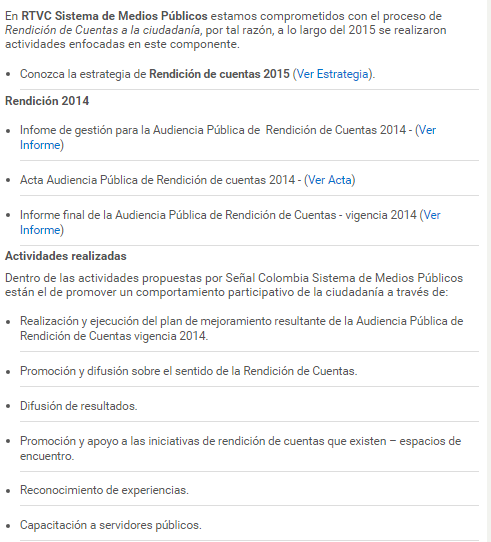 En RTVC Sistema de Medios Públicos estamos comprometidos con el proceso de
Rendición de Cuentas a la ciudadanía, por tal razón, a lo largo del 2015 se realizaron
actividades enfocadas en este componente.
• Conozca la estrategia de Rendición de cuentas 2015 (Ver Estrategia).
Rendición 2014
• Infome de gestión para la Audiencia Pública de Rendición de Cuentas 2014 - (Ver
Informe)
• Acta Audiencia Pública de Rendición de cuentas 2014 - (Ver Acta)
• Informe final de la Audiencia Pública de Rendición de Cuentas - vigencia 2014 (Ver
Informe)
Actividades realizadas
Dentro de las actividades propuestas por Señal Colombia Sistema de Medios Públicos
están el de promover un comportamiento participativo de la ciudadanía a través de:
• Realización y ejecución del plan de mejoramiento resultante de la Audiencia Pública de
Rendición de Cuentas vigencia 2014.
• Promoción y difusión sobre el sentido de la Rendición de Cuentas.
• Difusión de resultados.
• Promoción y apoyo a las iniciativas de rendición de cuentas que existen – espacios de
encuentro.
• Reconocimiento de experiencias.
• Capacitación a servidores públicos.